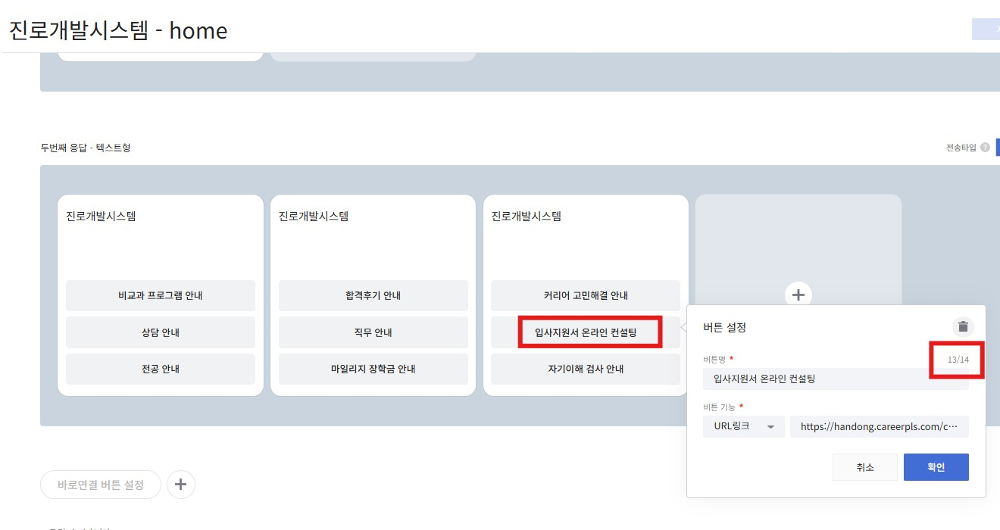 진로개발시스템 - home
두번째 응답 - 텍스트형
전송타입 ?
진로개발시스템
비교과 프로그램 안내
상담 안내
전공 안내
진로개발시스템
합격후기 안내
직무 안내
마일리지 장학금 안내
진로개발시스템
커리어 고민해결 안내
입사지원서 온라인 컨설팅
자기이해 검사 안내
버튼 설정
버튼명 *
13/14
입사지원서 온라인 컨설팅
버튼 기능 *
URL링크
https://handong.careerpls.com/c···
취소
확인
바로연결 버튼 설정